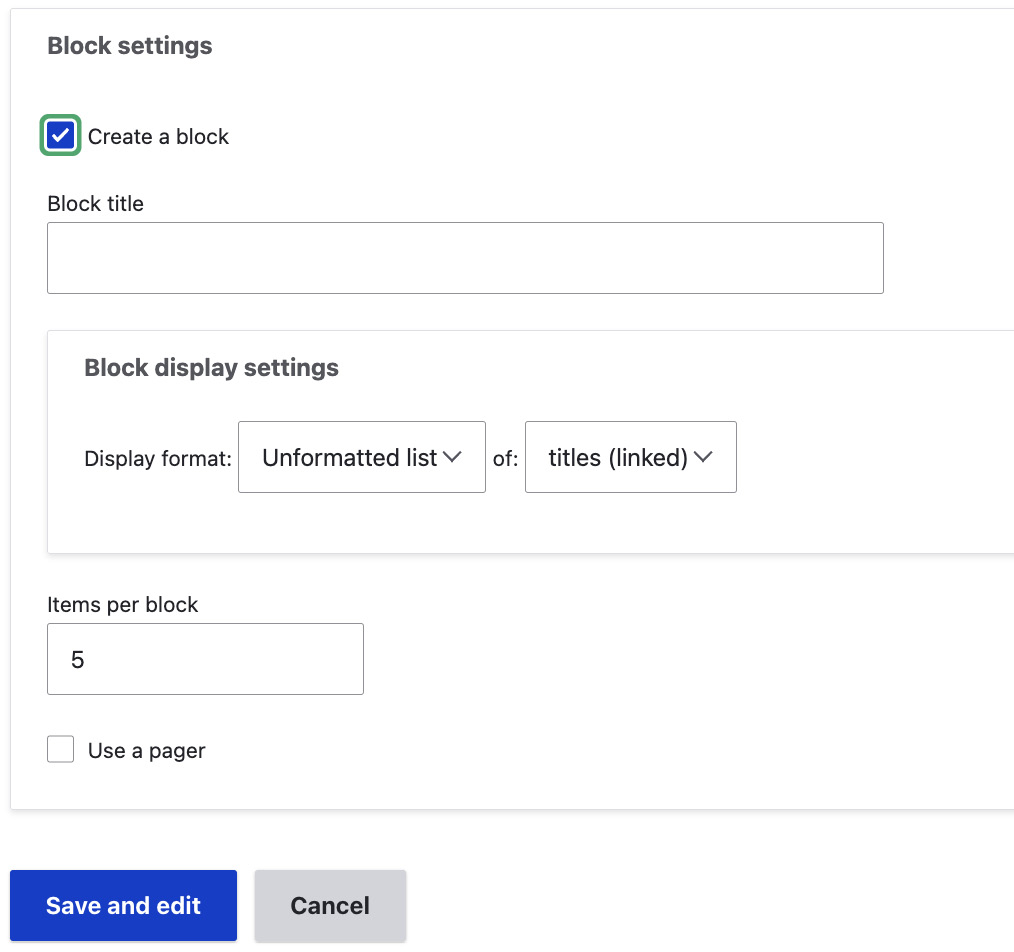 Block settings
Create a block
Block title
Block display settings
Display format: Unformatted list of: titles (linked)
Items per block
5
Use a pager
Save and edit Cancel